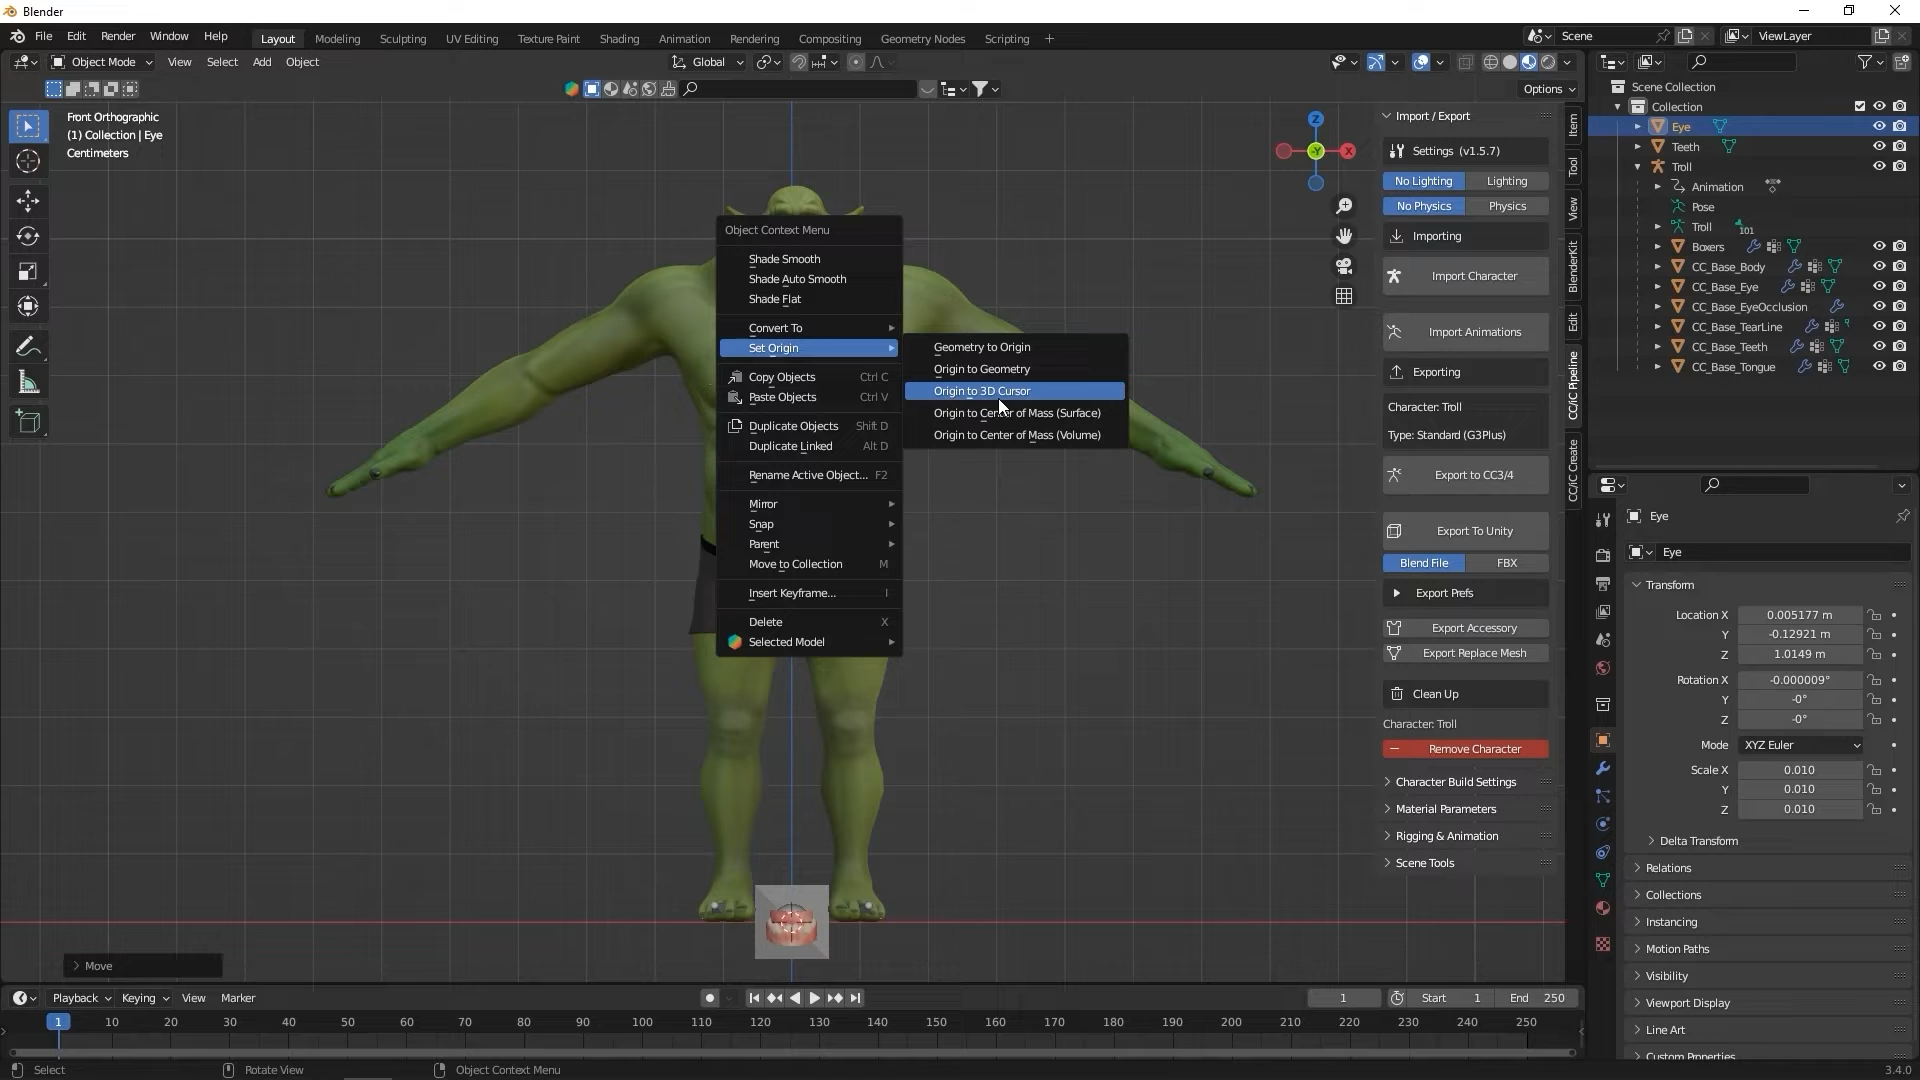 Blender
File Edit Render Window Help
Layout Modeling Sculpting UV Editing Texture Paint Shading Animation Rendering Compositing Geometry Nodes Scripting +
Scene
ViewLayer
Object Mode View Select Add Object
Global
Options
Front Orthographic
(1) Collection | Eye
Centimeters
Z
-Y
X
Object Context Menu
Shade Smooth
Shade Auto Smooth
Shade Flat
Convert To
Set Origin
Copy Objects Ctrl C
Paste Objects Ctrl V
Duplicate Objects Shift D
Duplicate Linked Alt D
Rename Active Object... F2
Mirror
Snap
Parent
Move to Collection M
Insert Keyframe... I
Delete X
Selected Model
Geometry to Origin
Origin to Geometry
Origin to 3D Cursor
Origin to Center of Mass (Surface)
Origin to Center of Mass (Volume)
Move
Import / Export
Settings (v1.5.7)
No Lighting Lighting
No Physics Physics
Importing
Import Character
Import Animations
Exporting
Character: Troll
Type: Standard (G3Plus)
Export to CC3/4
Export To Unity
Blend File FBX
Export Prefs
Export Accessory
Export Replace Mesh
Clean Up
Character: Troll
Remove Character
Character Build Settings
Material Parameters
Rigging & Animation
Scene Tools
Item
Tool
View
BlenderKit
Edit
CC/iC Pipeline
CC/iC Create
Scene Collection
Collection
Eye
Teeth
Troll
Animation
Pose
Troll 101
Boxers
CC_Base_Body
CC_Base_Eye
CC_Base_EyeOcclusion
CC_Base_TearLine
CC_Base_Teeth
CC_Base_Tongue
Eye
Eye
Transform
Location X 0.005177 m
Y -0.12921 m
Z 1.0149 m
Rotation X -0.000009°
Y -0°
Z -0°
Mode XYZ Euler
Scale X 0.010
Y 0.010
Z 0.010
Delta Transform
Relations
Collections
Instancing
Motion Paths
Visibility
Viewport Display
Line Art
Custom Properties
Playback Keying View Marker
1 Start 1 End 250
1 10 20 30 40 50 60 70 80 90 100 110 120 130 140 150 160 170 180 190 200 210 220 230 240 250
Select Rotate View Object Context Menu
3.4.0